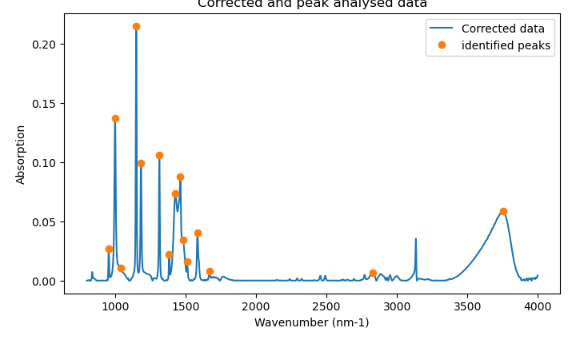 Corrected and peak analysed data
Corrected data
identified peaks
0.20
0.15
0.10
0.05
0.00
Absorption
1000 1500 2000 2500 3000 3500 4000
Wavenumber (nm-1)